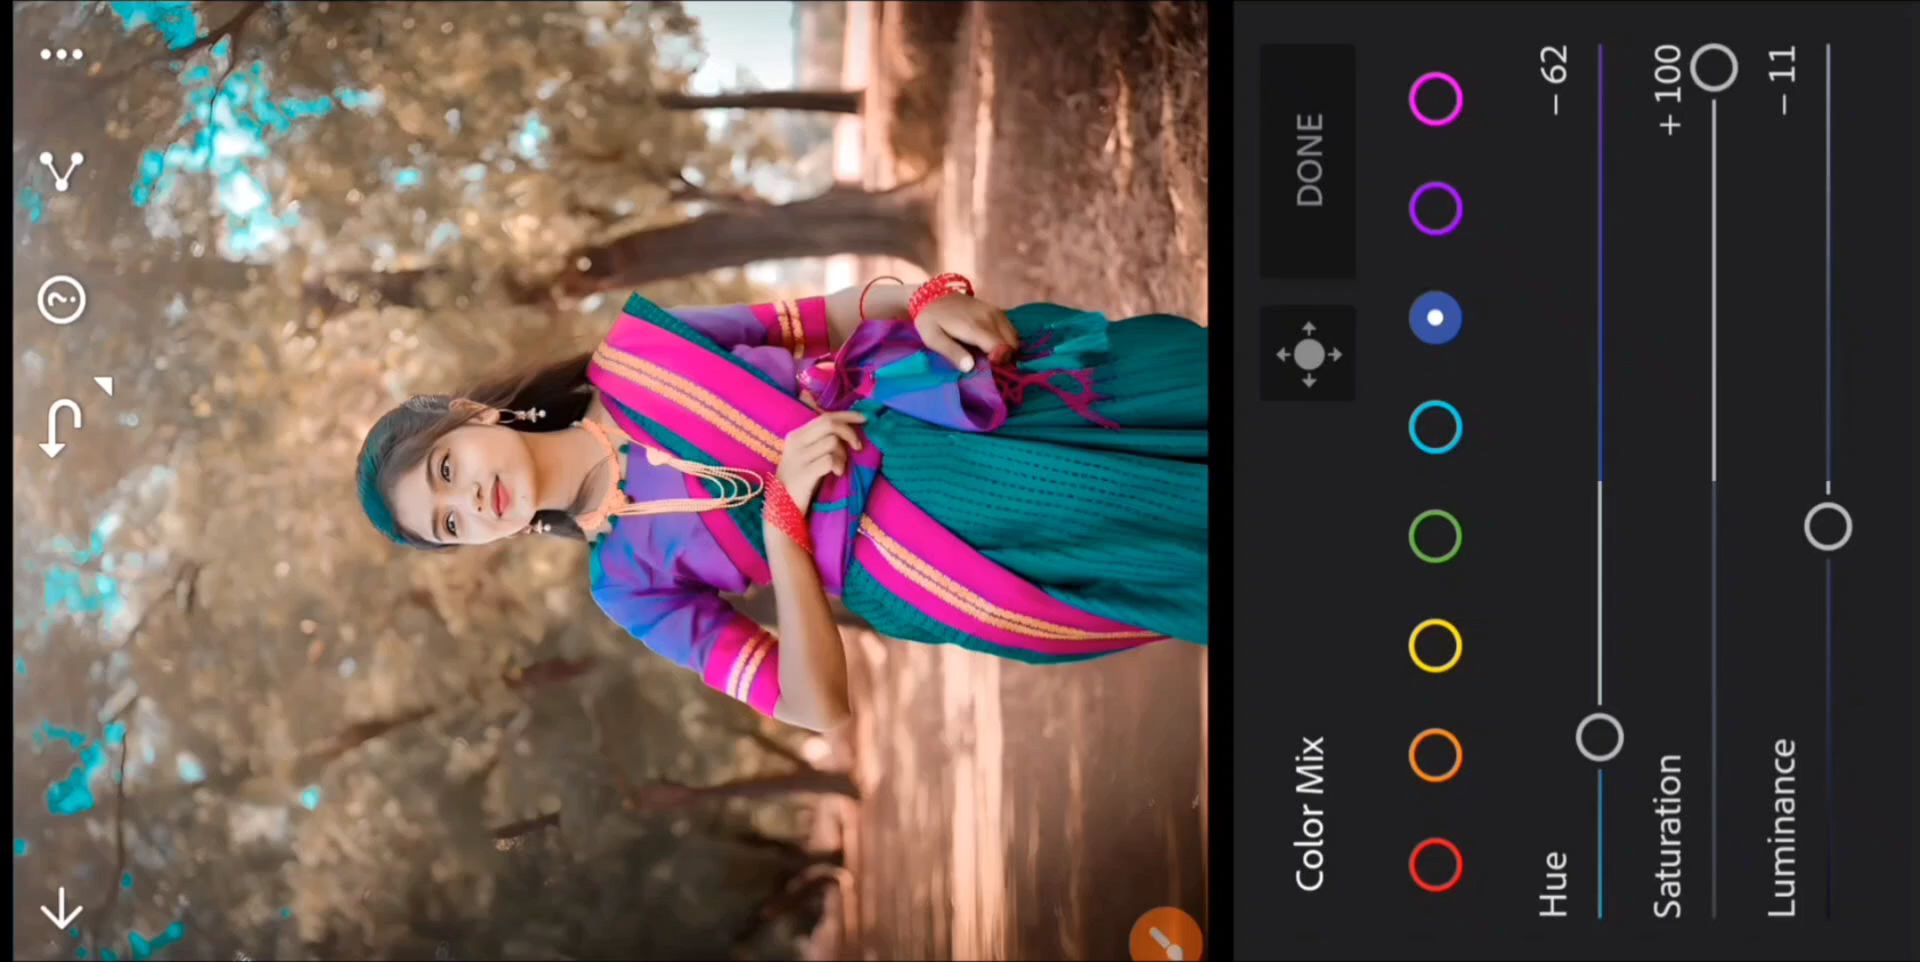 Color Mix
DONE
Hue
– 62
Saturation
+ 100
Luminance
– 11